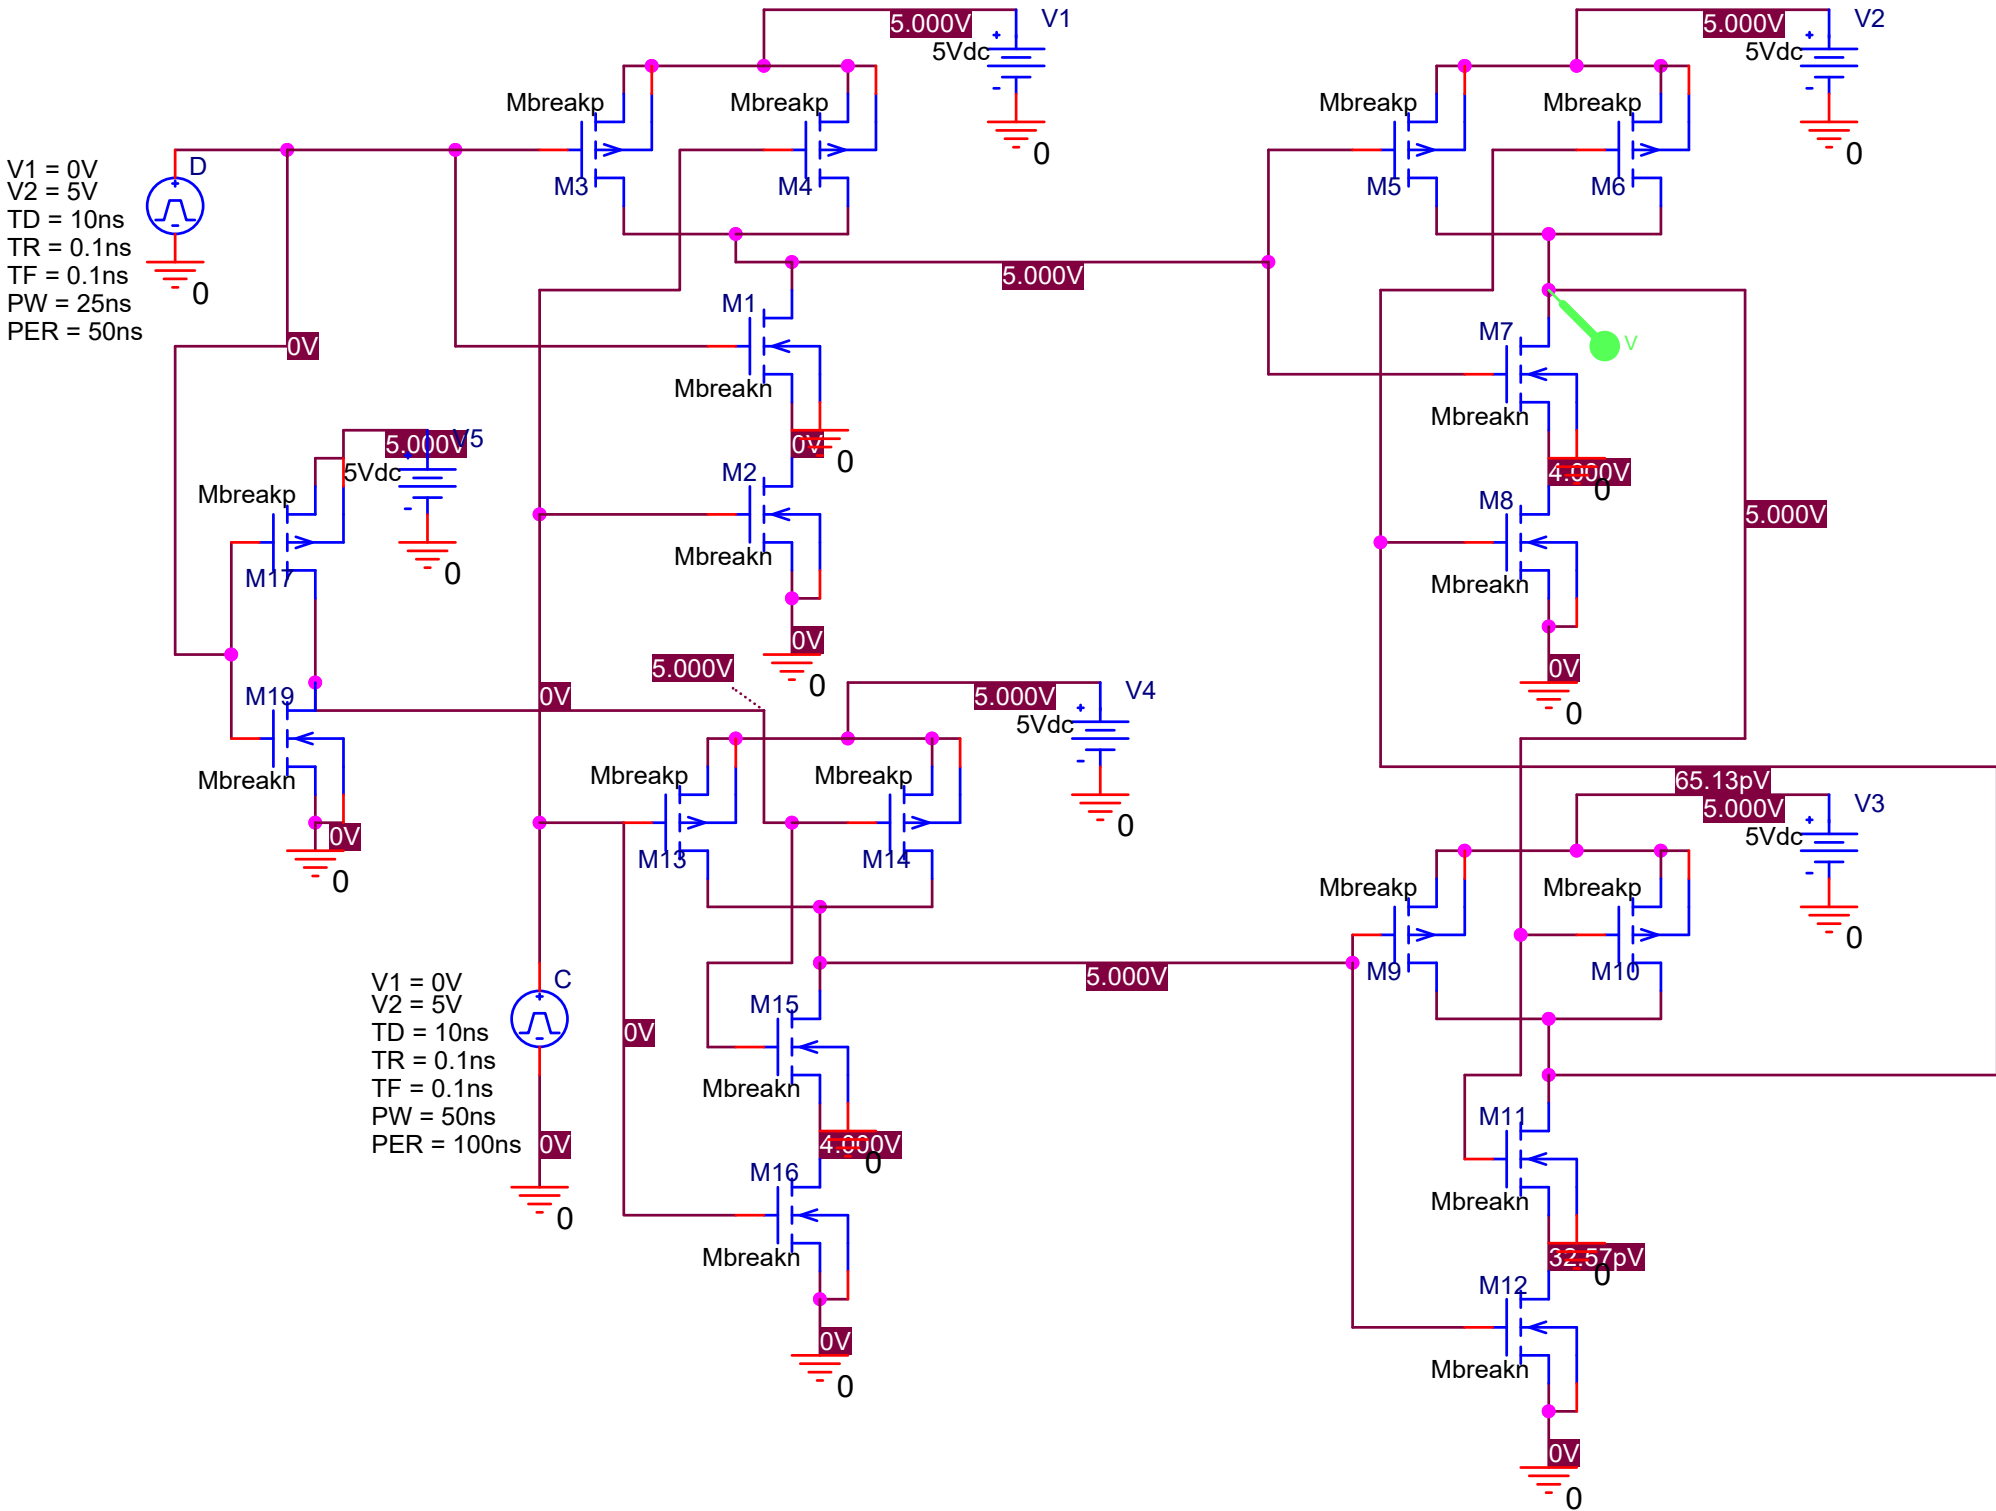 5.000V
V1
5Vdc
0
5.000V
V2
5Vdc
0
Mbreakp
M3
Mbreakp
M4
Mbreakp
M5
Mbreakp
M6
D
V1 = 0V
V2 = 5V
TD = 10ns
TR = 0.1ns
TF = 0.1ns
PW = 25ns
PER = 50ns
0
0V
5.000V
M1
Mbreakn
0V
0
M2
Mbreakn
0V
0
M7
V
Mbreakn
4.000V
0
M8
Mbreakn
0V
0
5.000V
5.000V
V5
5Vdc
0
Mbreakp
M17
M19
Mbreakn
0V
0
0V
5.000V
5.000V
V4
5Vdc
0
Mbreakp
M13
Mbreakp
M14
65.13pV
5.000V
V3
5Vdc
0
Mbreakp
M9
Mbreakp
M10
C
V1 = 0V
V2 = 5V
TD = 10ns
TR = 0.1ns
TF = 0.1ns
PW = 50ns
PER = 100ns
0V
0
0V
5.000V
M15
Mbreakn
4.000V
0
M16
Mbreakn
0V
0
M11
Mbreakn
32.57pV
0
M12
Mbreakn
0V
0